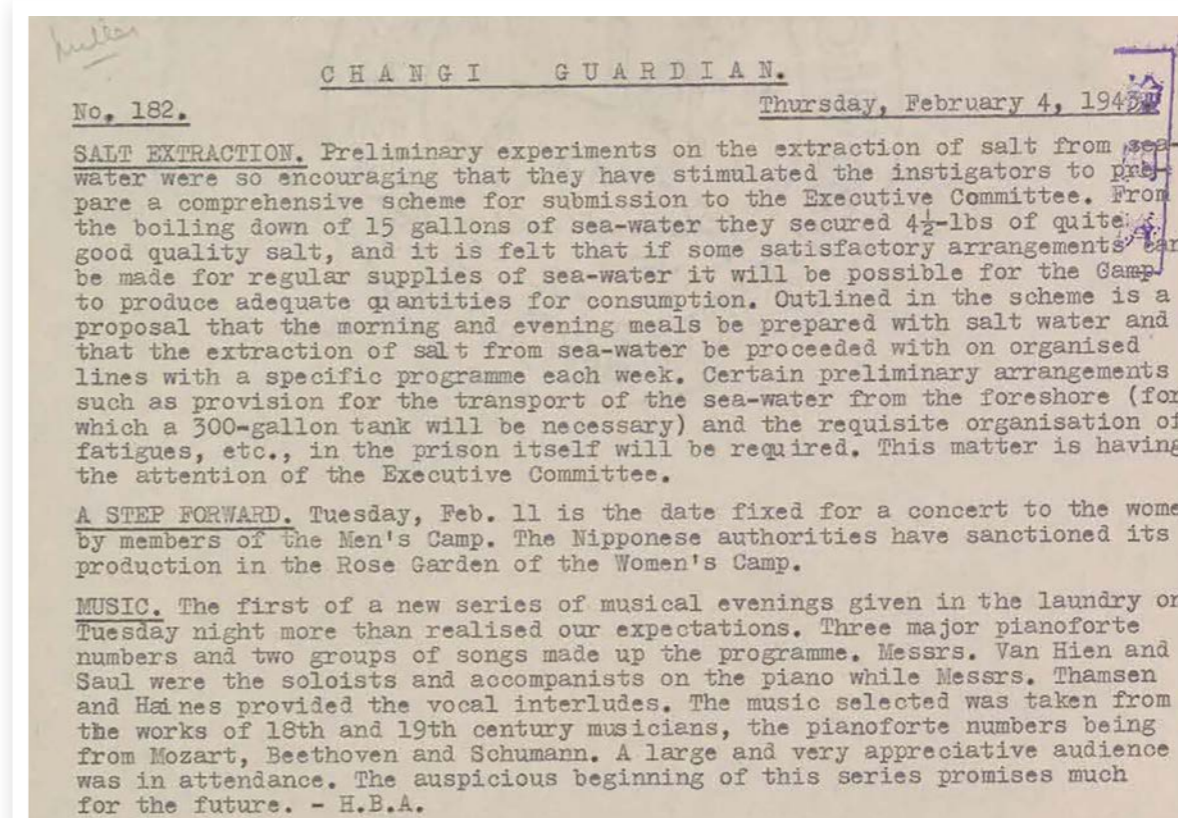 CHANGI GUARDIAN.
No. 182.
Thursday, February 4, 1943
SALT EXTRACTION. Preliminary experiments on the extraction of salt from sea-
water were so encouraging that they have stimulated the instigators to pre-
pare a comprehensive scheme for submission to the Executive Committee. From
the boiling down of 15 gallons of sea-water they secured 4½-lbs of quite
good quality salt, and it is felt that if some satisfactory arrangements can
be made for regular supplies of sea-water it will be possible for the Camp
to produce adequate quantities for consumption. Outlined in the scheme is a
proposal that the morning and evening meals be prepared with salt water and
that the extraction of salt from sea-water be proceeded with on organised
lines with a specific programme each week. Certain preliminary arrangements
such as provision for the transport of the sea-water from the foreshore (for
which a 300-gallon tank will be necessary) and the requisite organisation of
fatigues, etc., in the prison itself will be required. This matter is having
the attention of the Executive Committee.
A STEP FORWARD. Tuesday, Feb. 11 is the date fixed for a concert to the wome
by members of the Men's Camp. The Nipponese authorities have sanctioned its
production in the Rose Garden of the Women's Camp.
MUSIC. The first of a new series of musical evenings given in the laundry on
Tuesday night more than realised our expectations. Three major pianoforte
numbers and two groups of songs made up the programme. Messrs. Van Hien and
Saul were the soloists and accompanists on the piano while Messrs. Thamsen
and Haines provided the vocal interludes. The music selected was taken from
the works of 18th and 19th century musicians, the pianoforte numbers being
from Mozart, Beethoven and Schumann. A large and very appreciative audience
was in attendance. The auspicious beginning of this series promises much
for the future. - H.B.A.